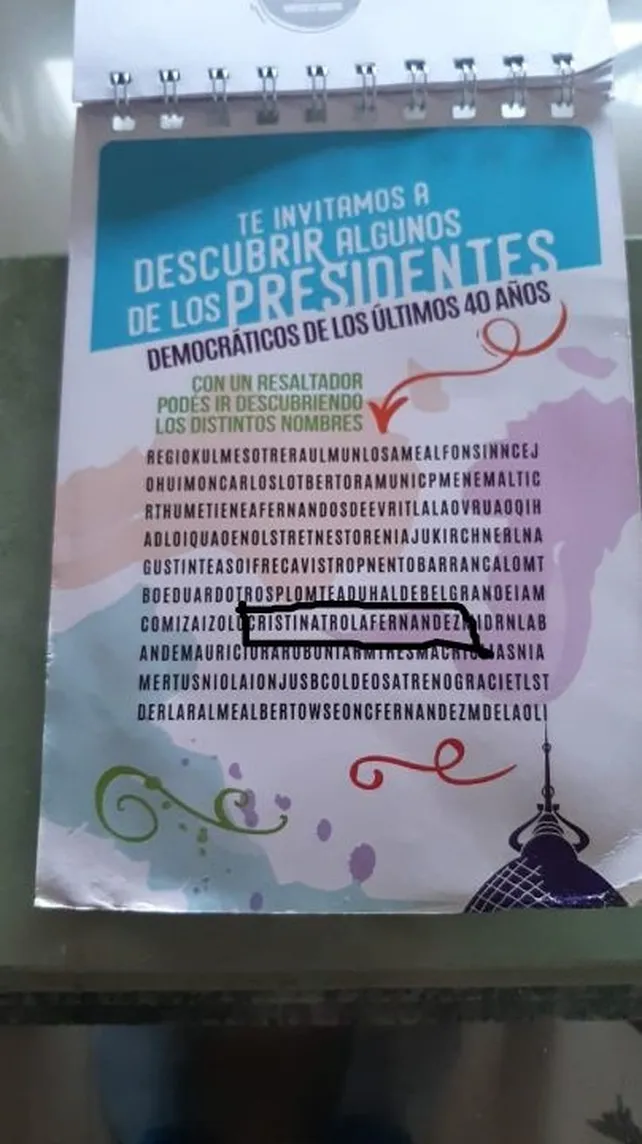 TE INVITAMOS A
DESCUBRIR ALGUNOS
DE LOS PRESIDENTES
DEMOCRÁTICOS DE LOS ÚLTIMOS 40 AÑOS
CON UN RESALTADOR
PODÉS IR DESCUBRIENDO
LOS DISTINTOS NOMBRES
REGIOKULMESOTRERAULMUNLOSAMEALFONSINNCEJ
OHUIMONCARLOSLOTBERTORAMUNICPMENEMALTIC
RTHUMETIENEAFERNANDOSDEEVRITLALAOVRUAOQIH
ADLOIQUAOENOLSTRETNESTORENIAJUKIRCHNERLNA
GUSTINTEASOIFRECAVISTROPNENTOBARRANCALOMT
BOEDUARDOTROSPLOMTEADUHALDEBELGRANOEIAM
MERTUSNIOLAIONJUSBCOLDEOSATRENOGRACIETLST
DERLARALMEALBERTOWSEONCFERNANDEZMDELAOLI